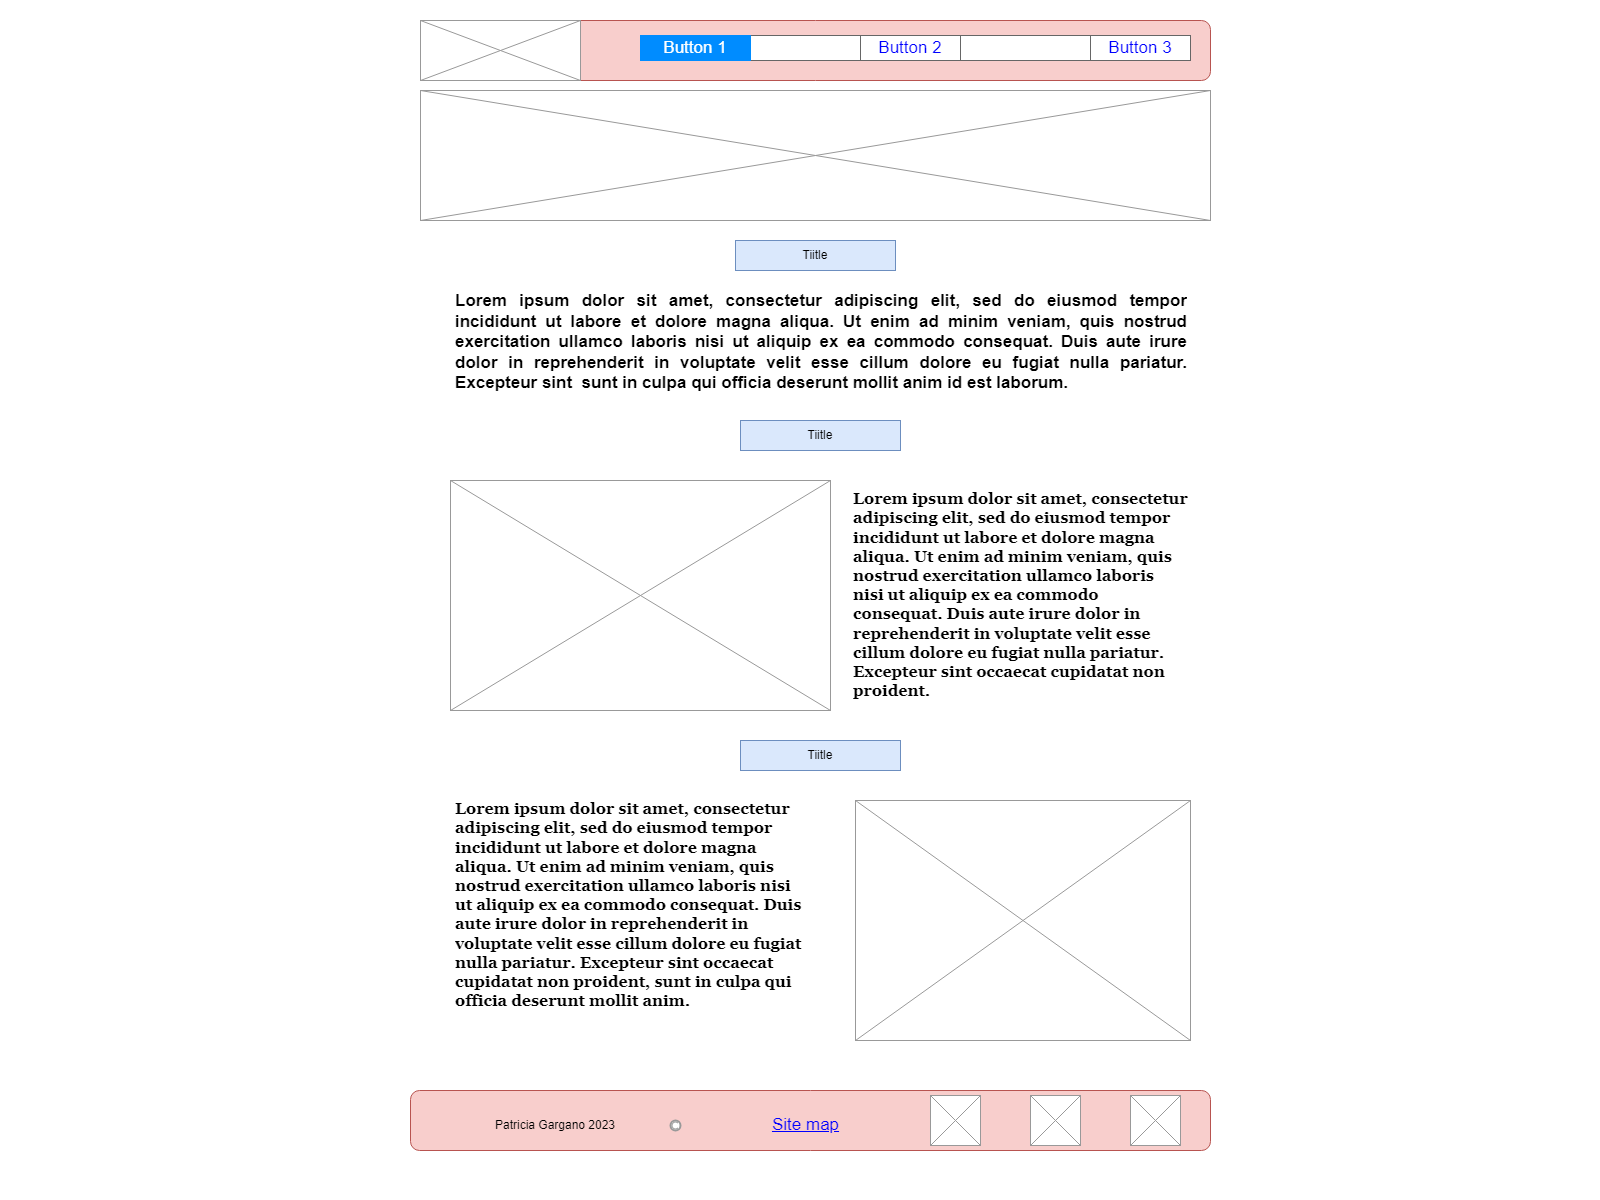 Button 1 Button 2 Button 3
Tiitle
Lorem ipsum dolor sit amet, consectetur adipiscing elit, sed do eiusmod tempor
incididunt ut labore et dolore magna aliqua. Ut enim ad minim veniam, quis nostrud
exercitation ullamco laboris nisi ut aliquip ex ea commodo consequat. Duis aute irure
dolor in reprehenderit in voluptate velit esse cillum dolore eu fugiat nulla pariatur.
Excepteur sint  sunt in culpa qui officia deserunt mollit anim id est laborum.
Tiitle
Lorem ipsum dolor sit amet, consectetur
adipiscing elit, sed do eiusmod tempor
incididunt ut labore et dolore magna
aliqua. Ut enim ad minim veniam, quis
nostrud exercitation ullamco laboris
nisi ut aliquip ex ea commodo
consequat. Duis aute irure dolor in
reprehenderit in voluptate velit esse
cillum dolore eu fugiat nulla pariatur.
Excepteur sint occaecat cupidatat non
proident.
Tiitle
Lorem ipsum dolor sit amet, consectetur
adipiscing elit, sed do eiusmod tempor
incididunt ut labore et dolore magna
aliqua. Ut enim ad minim veniam, quis
nostrud exercitation ullamco laboris nisi
ut aliquip ex ea commodo consequat. Duis
aute irure dolor in reprehenderit in
voluptate velit esse cillum dolore eu fugiat
nulla pariatur. Excepteur sint occaecat
cupidatat non proident, sunt in culpa qui
officia deserunt mollit anim.
Patricia Gargano 2023 Site map